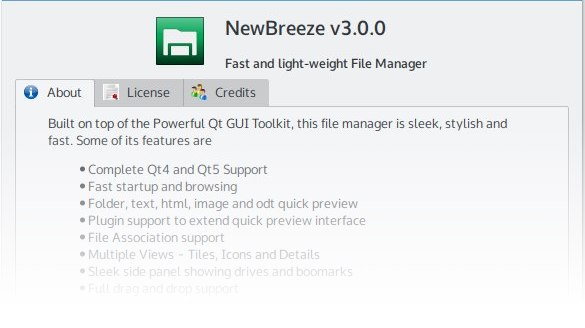 NewBreeze v3.0.0
Fast and light-weight File Manager
About License Credits
Built on top of the Powerful Qt GUI Toolkit, this file manager is sleek, stylish and
fast. Some of its features are
• Complete Qt4 and Qt5 Support
• Fast startup and browsing
• Folder, text, html, image and odt quick preview
• Plugin support to extend quick preview interface
• File Association support
• Multiple Views - Tiles, Icons and Details
• Sleek side panel showing drives and boomarks
• Full drag and drop support